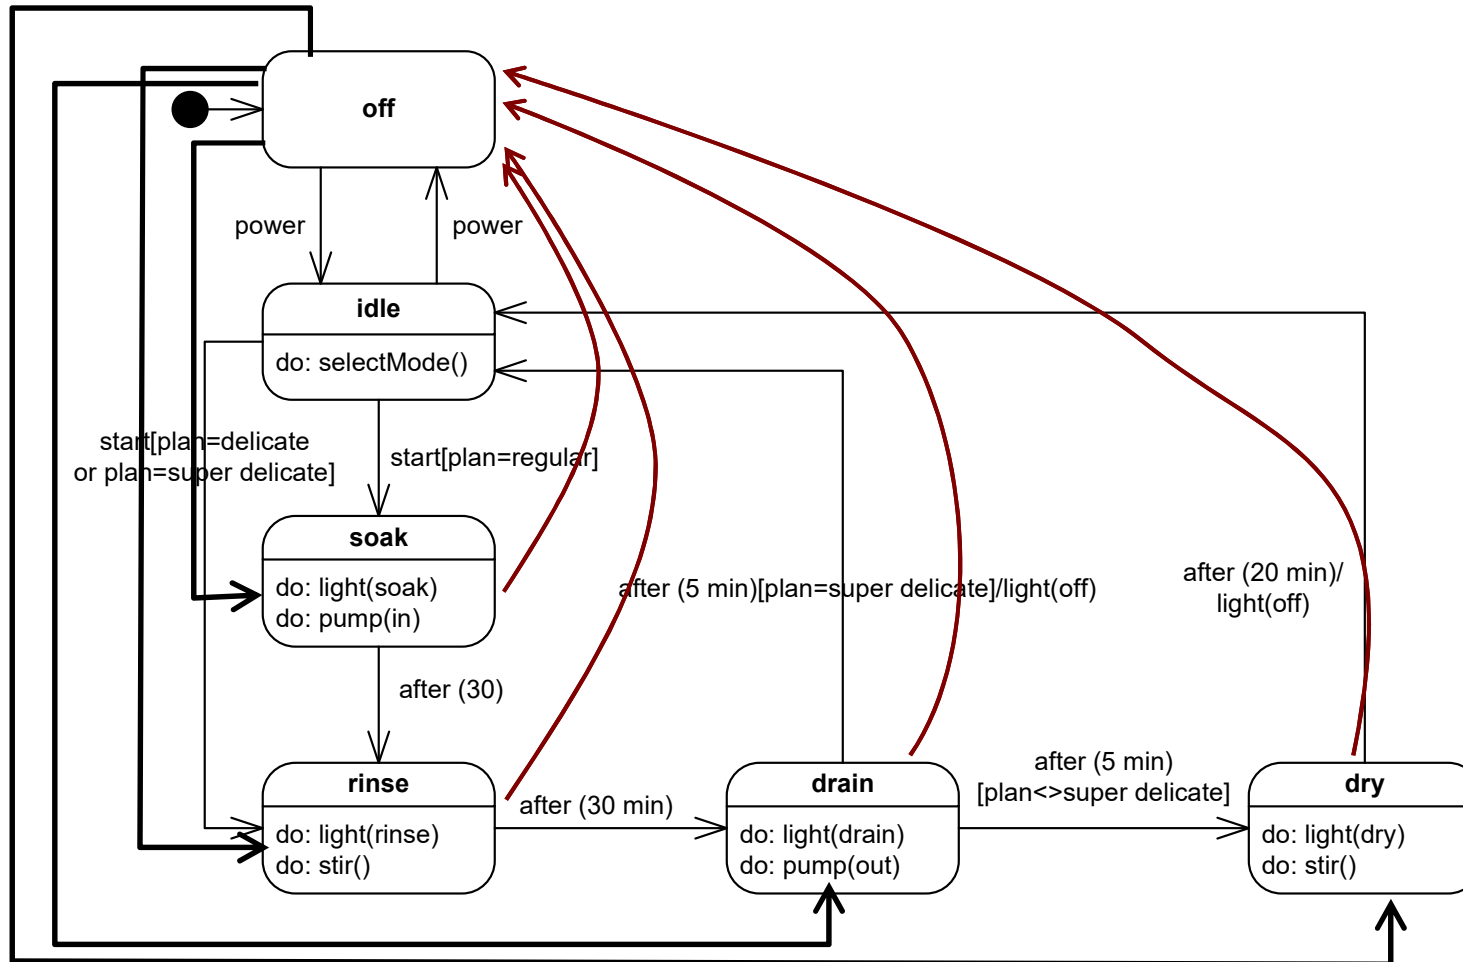 off
power
power
idle
do: selectMode()
start[plan=delicate
or plan=super delicate]
start[plan=regular]
soak
do: light(soak)
do: pump(in)
after (5 min)[plan=super delicate]/light(off)
after (20 min)/
light(off)
after (30)
rinse
do: light(rinse)
do: stir()
after (30 min)
drain
do: light(drain)
do: pump(out)
after (5 min)
[plan<>super delicate]
dry
do: light(dry)
do: stir()